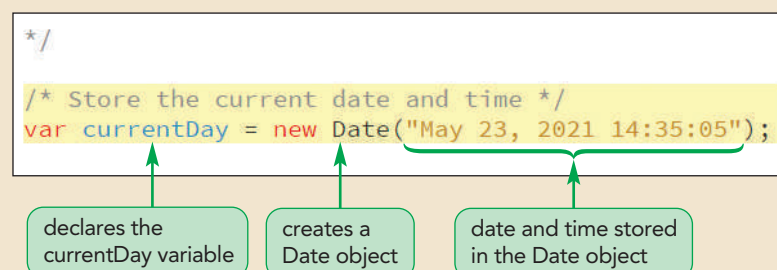 */
/* Store the current date and time */
var currentDay = new Date("May 23, 2021 14:35:05");
declares the
currentDay variable
creates a
Date object
date and time stored
in the Date object